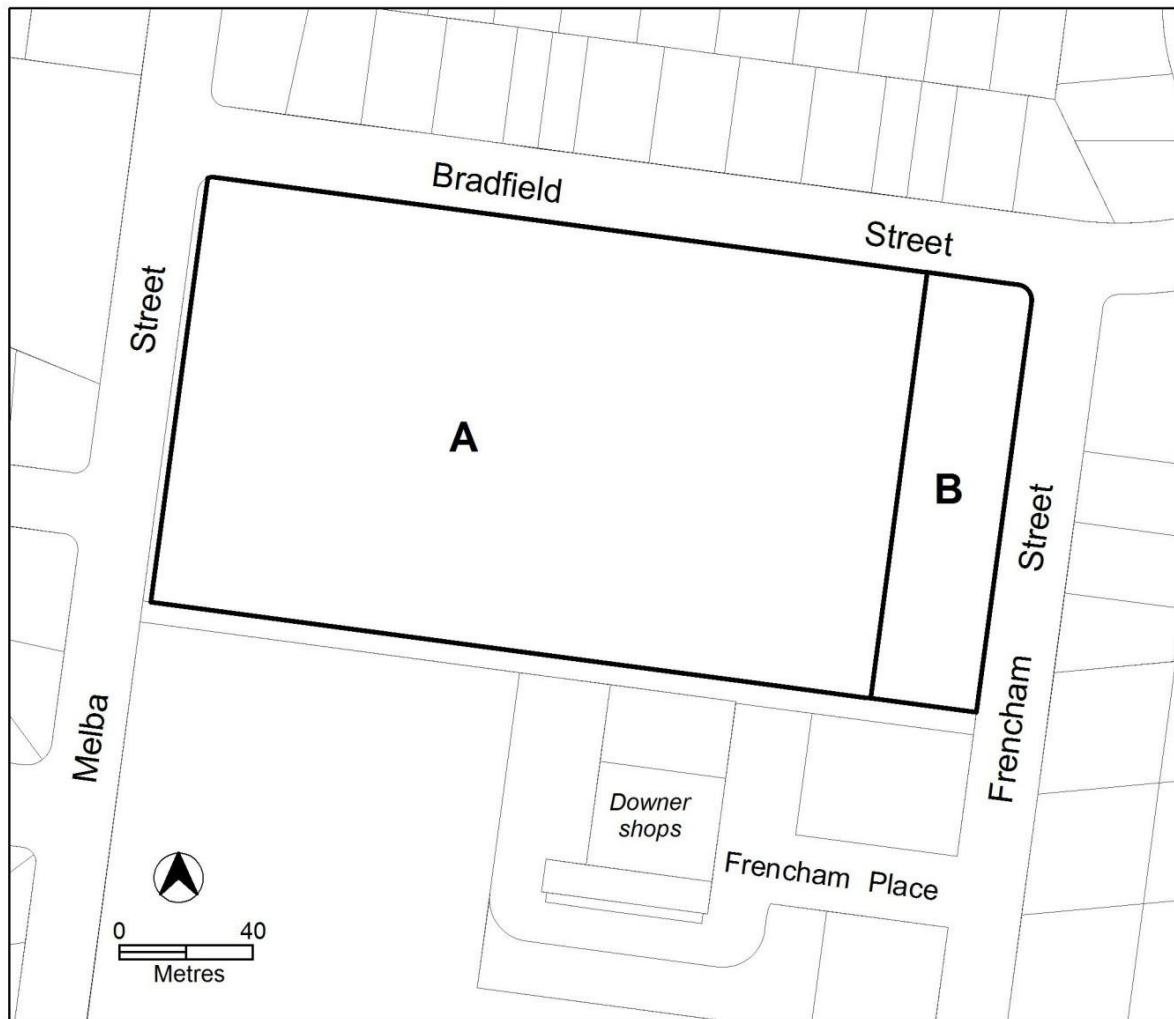 Bradfield
Street
Street
A
B
Street
Melba
Frencham
Downer
shops
Frencham Place
0 40
Metres